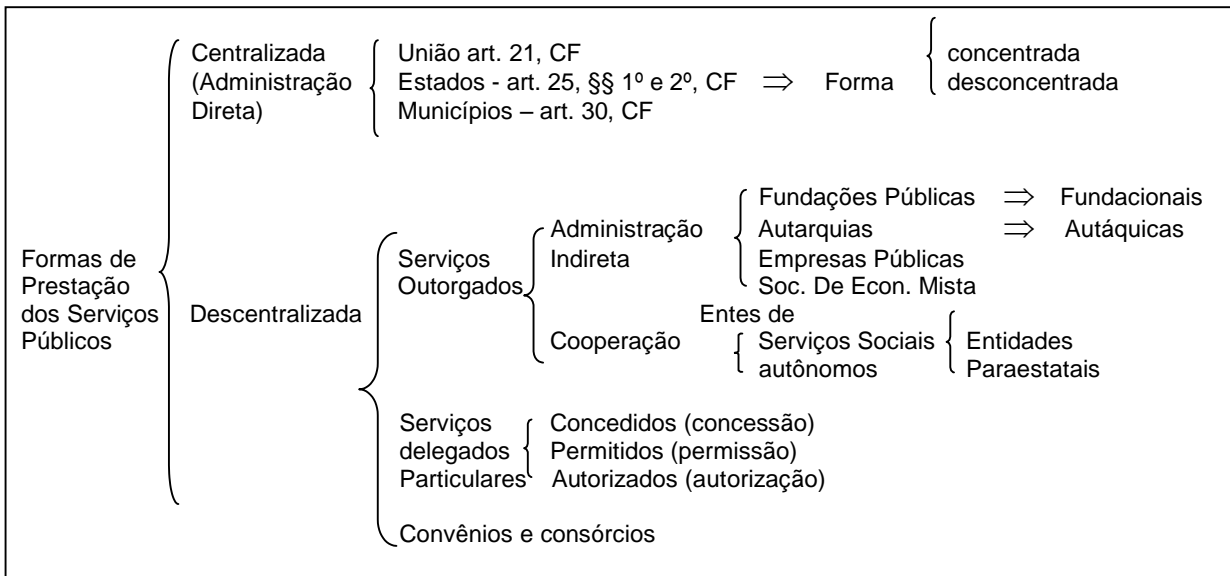 Centralizada
(Administração
Direta)
União art. 21, CF
Estados - art. 25, §§ 1º e 2º, CF ⇒ Forma
Municípios – art. 30, CF
concentrada
desconcentrada
Formas de
Prestação
dos Serviços
Públicos
Descentralizada
Serviços
Outorgados
Administração
Indireta
Fundações Públicas ⇒ Fundacionais
Autarquias ⇒ Autáquicas
Empresas Públicas
Soc. De Econ. Mista
Entes de
Cooperação
Serviços Sociais
autônomos
Entidades
Paraestatais
Serviços
delegados
Particulares
Concedidos (concessão)
Permitidos (permissão)
Autorizados (autorização)
Convênios e consórcios